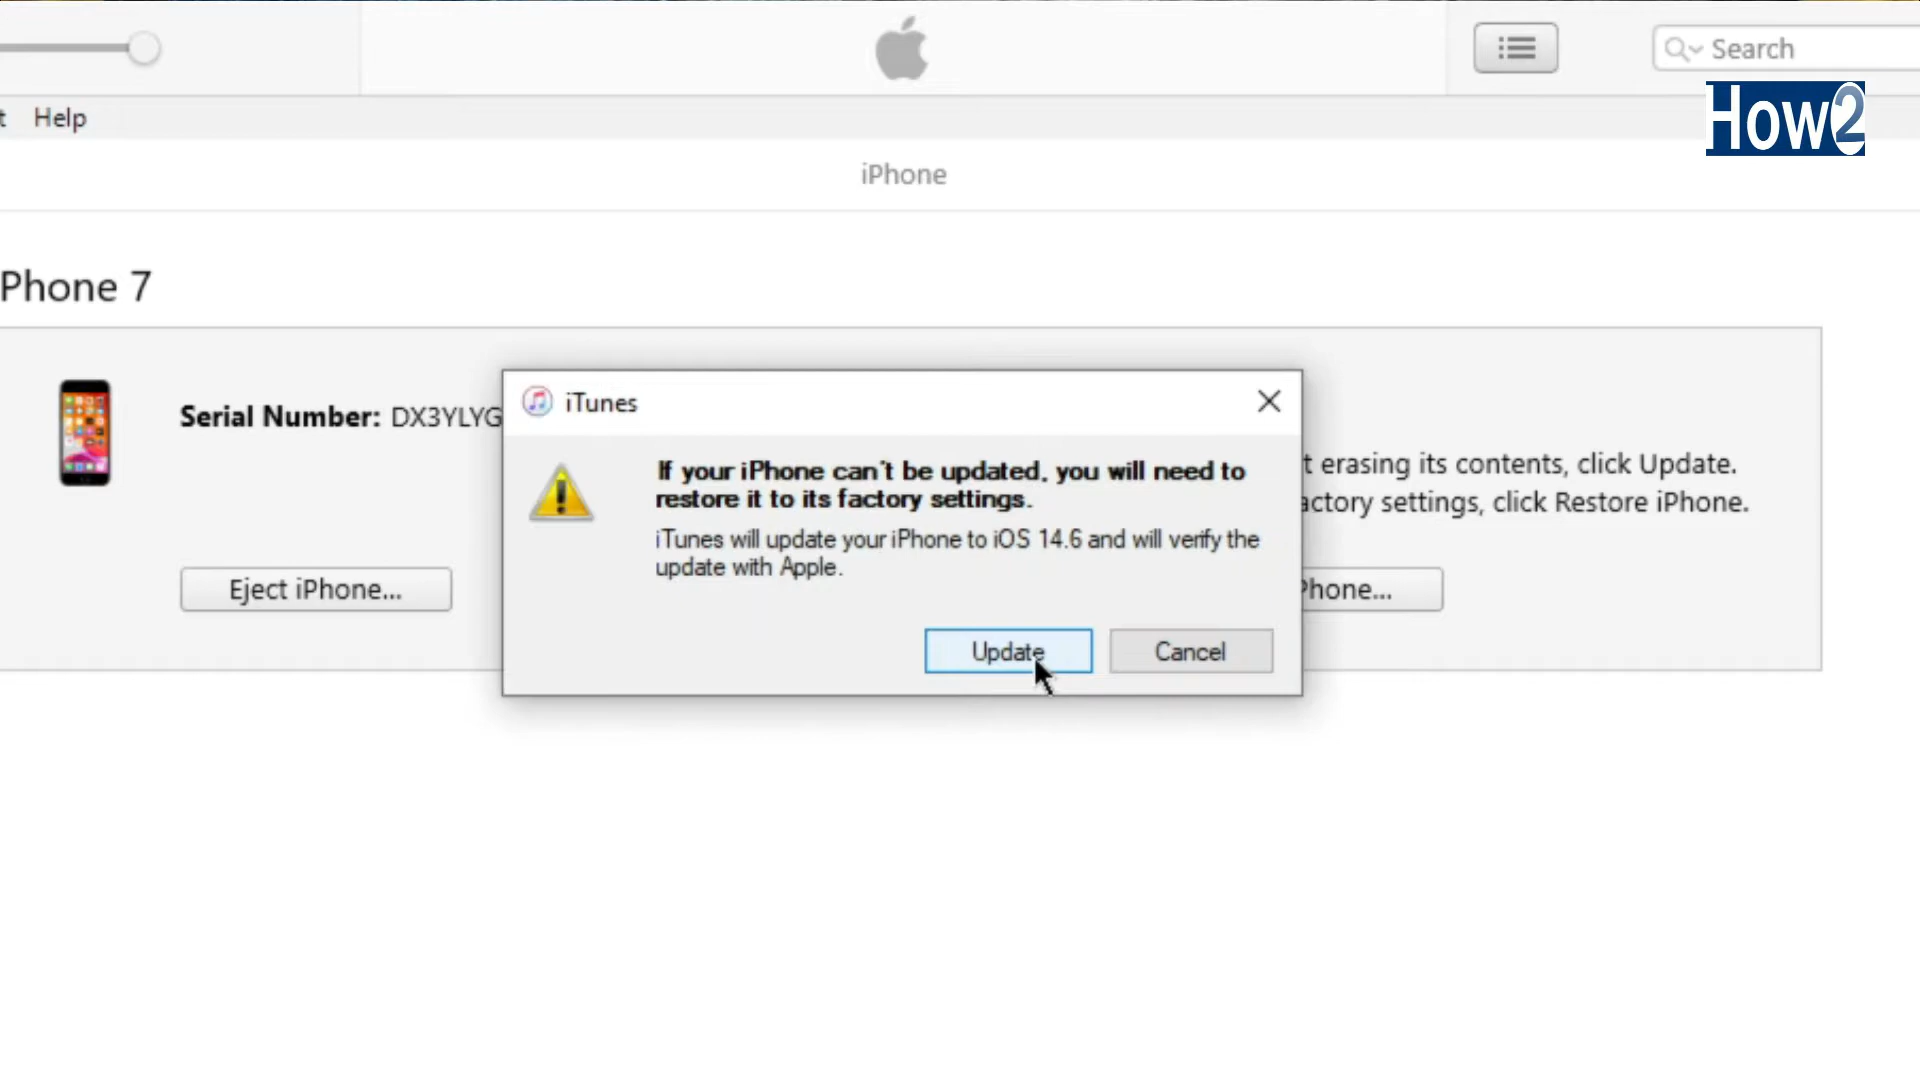 Search
t Help
How2
iPhone
Phone 7
iTunes
Serial Number: DX3YLYG
If your iPhone can't be updated, you will need to
restore it to its factory settings.
t erasing its contents, click Update.
actory settings, click Restore iPhone.
iTunes will update your iPhone to iOS 14.6 and will verify the
update with Apple.
Eject iPhone...
Phone...
Update
Cancel